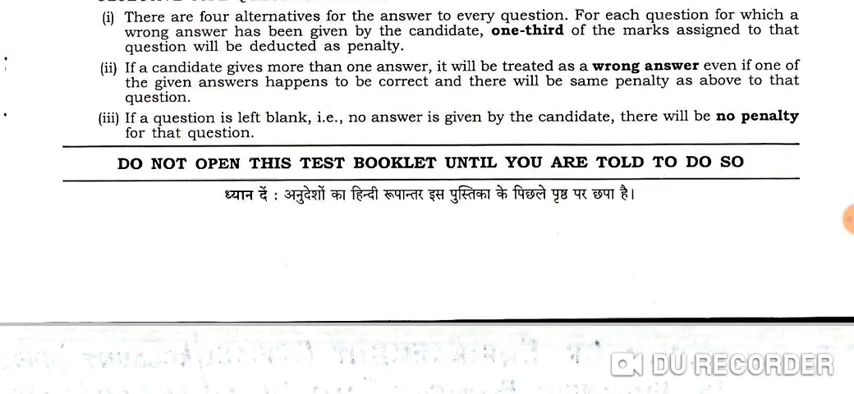 (i) There are four alternatives for the answer to every question. For each question for which a
wrong answer has been given by the candidate, one-third of the marks assigned to that
question will be deducted as penalty.
(ii) If a candidate gives more than one answer, it will be treated as a wrong answer even if one of
the given answers happens to be correct and there will be same penalty as above to that
question.
(iii) If a question is left blank, i.e., no answer is given by the candidate, there will be no penalty
for that question.
DO NOT OPEN THIS TEST BOOKLET UNTIL YOU ARE TOLD TO DO SO
ध्यान दें : अनुदेशों का हिन्दी रूपान्तर इस पुस्तिका के पिछले पृष्ठ पर छपा है।
DU RECORDER